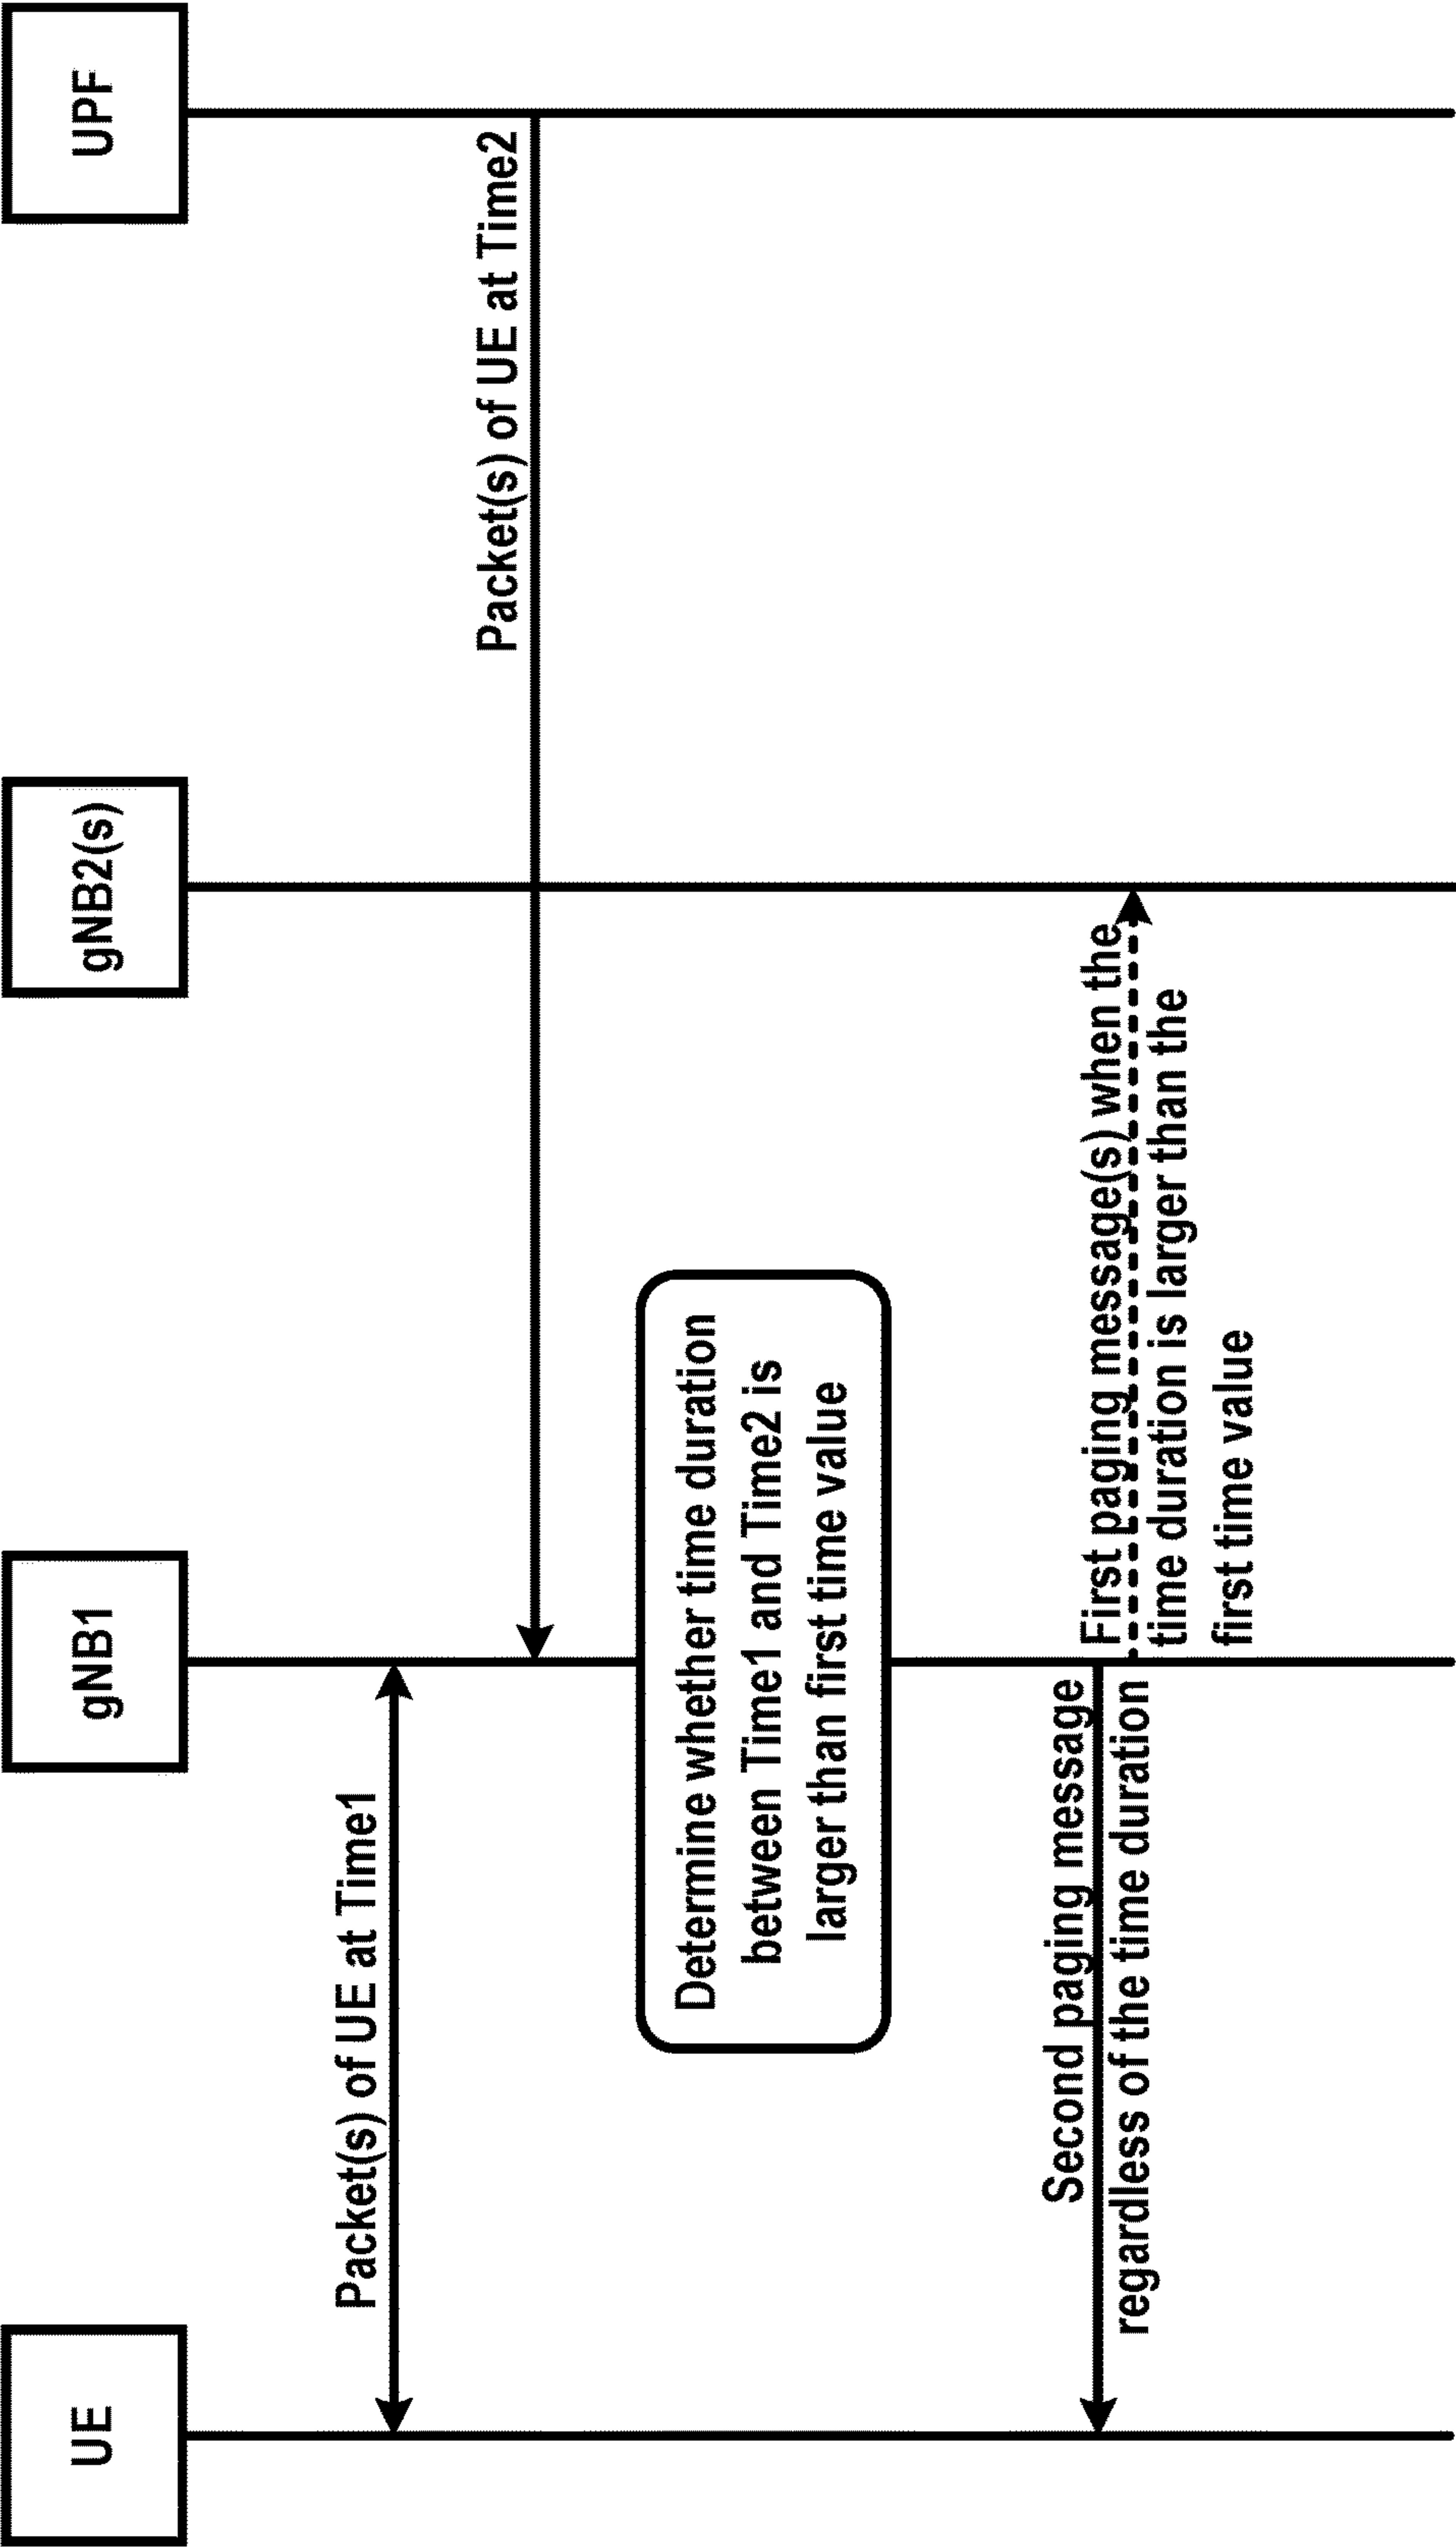 UE
gNB1
gNB2(s)
UPF
Packet(s) of UE at Time1
Packet(s) of UE at Time2
Determine whether time duration
between Time1 and Time2 is
larger than first time value
Second paging message
regardless of the time duration
First paging message(s) when the
time duration is larger than the
first time value